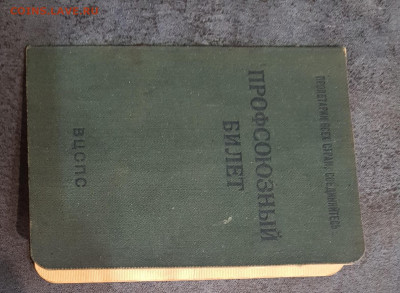 ПРОЛЕТАРИИ ВСЕХ СТРАН, СОЕДИНЯЙТЕСЬ!
ПРОФСОЮЗНЫЙ
БИЛЕТ
ВЦСПС